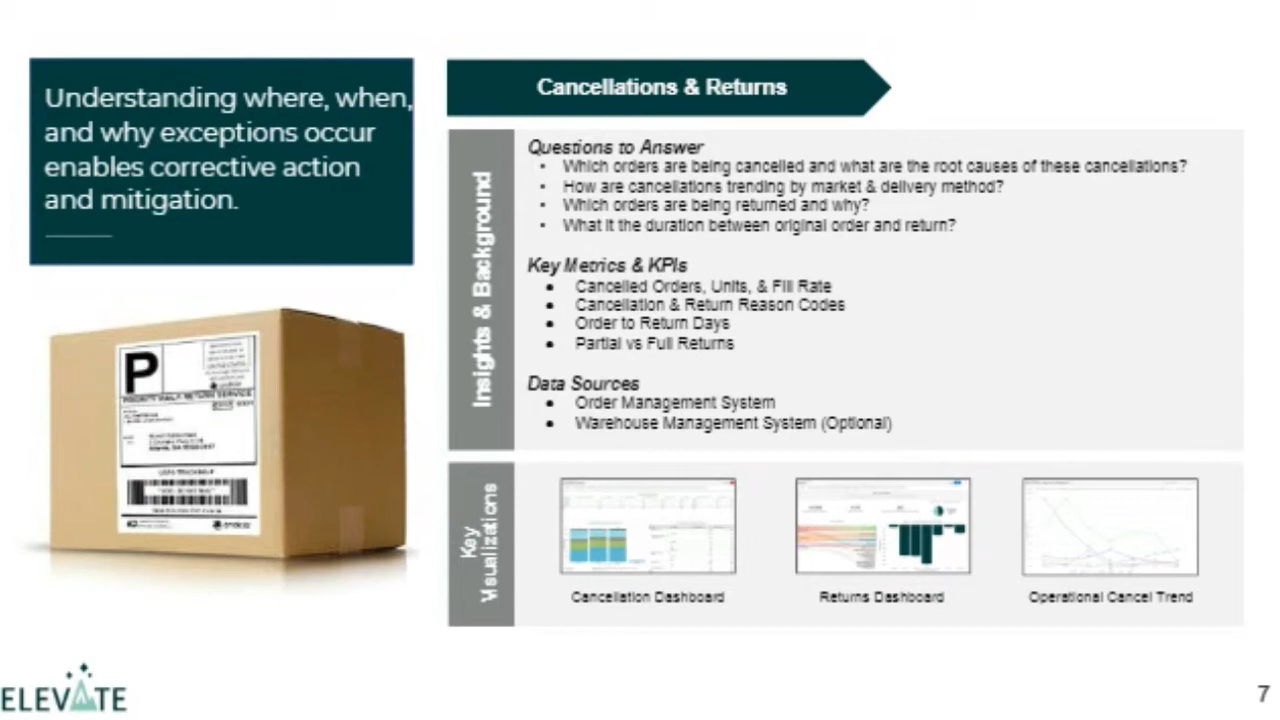 Understanding where, when,
and why exceptions occur
enables corrective action
and mitigation.
Cancellations & Returns
Insights & Background
Questions to Answer
• Which orders are being cancelled and what are the root causes of these cancellations?
• How are cancellations trending by market & delivery method?
• Which orders are being returned and why?
• What it the duration between original order and return?
Key Metrics & KPIs
• Cancelled Orders, Units, & Fill Rate
• Cancellation & Return Reason Codes
• Order to Return Days
• Partial vs Full Returns
Data Sources
• Order Management System
• Warehouse Management System (Optional)
P
Key
Visualizations
Cancellation Dashboard
Returns Dashboard
Operational Cancel Trend
ELEVATE
7